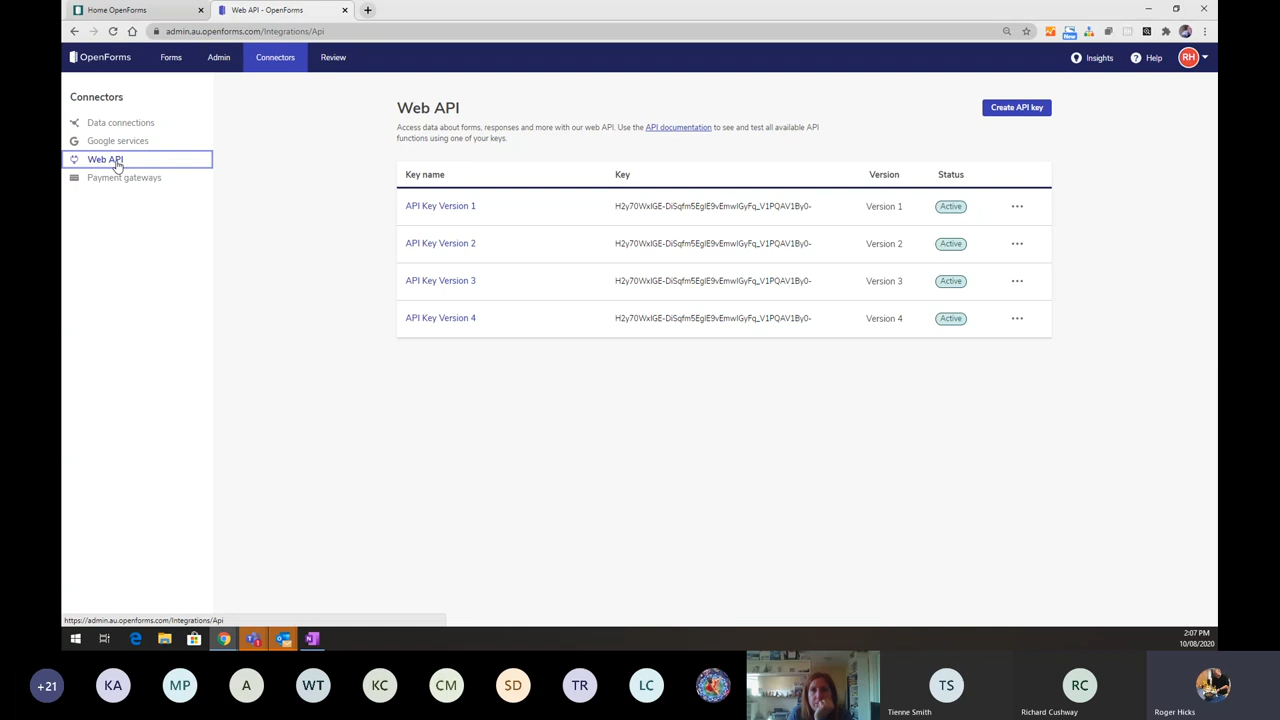 Home OpenForms
Web API - OpenForms
admin.au.openforms.com/Integrations/Api
New
OpenForms
Forms
Admin
Connectors
Review
Insights
Help
RH
Connectors
Data connections
Google services
Web API
Payment gateways
Web API
Create API key
Access data about forms, responses and more with our web API. Use the API documentation to see and test all available API
functions using one of your keys.
Key name Key Version Status
API Key Version 1 H2y70WxIGE-DiSqfm5EgIE9vEmwIGyFq_V1PQAV1By0- Version 1 Active
API Key Version 2 H2y70WxIGE-DiSqfm5EgIE9vEmwIGyFq_V1PQAV1By0- Version 2 Active
API Key Version 3 H2y70WxIGE-DiSqfm5EgIE9vEmwIGyFq_V1PQAV1By0- Version 3 Active
API Key Version 4 H2y70WxIGE-DiSqfm5EgIE9vEmwIGyFq_V1PQAV1By0- Version 4 Active
https://admin.au.openforms.com/Integrations/Api
2:07 PM
10/08/2020
+21 KA MP A WT KC CM SD TR LC TS RC
Tienne Smith
Richard Cushway
Roger Hicks